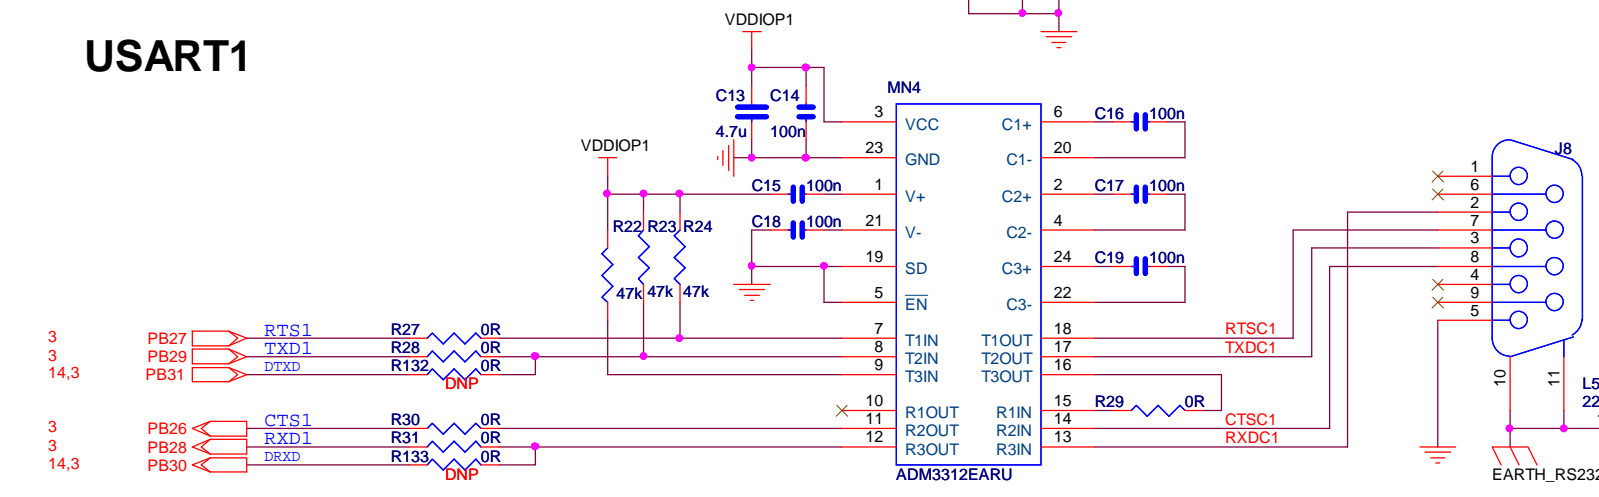 VDDIOP1
USART1
MN4
C13 C14
4.7u 100n
3 VCC C1+ 6 C16 100n
VDDIOP1
23 GND C1- 20
J8
1
C15 100n 1 V+ C2+ 2 C17 100n
6
2
R22 R23 R24
C18 100n 21 V- C2- 4
7
3
19 SD C3+ 24 C19 100n
8
47k 47k 47k
4
5 EN C3- 22
9
5
3 PB27 RTS1 R27 0R 7 T1IN T1OUT 18 RTSC1
3 PB29 TXD1 R28 0R 8 T2IN T2OUT 17 TXDC1
14,3 PB31 DTXD R132 0R 9 T3IN T3OUT 16
DNP
10 11
L5
22
10 R1OUT R1IN 15 R29 0R
3 PB26 CTS1 R30 0R 11 R2OUT R2IN 14 CTSC1
3 PB28 RXD1 R31 0R 12 R3OUT R3IN 13 RXDC1
14,3 PB30 DRXD R133 0R
DNP
ADM3312EARU
EARTH_RS232